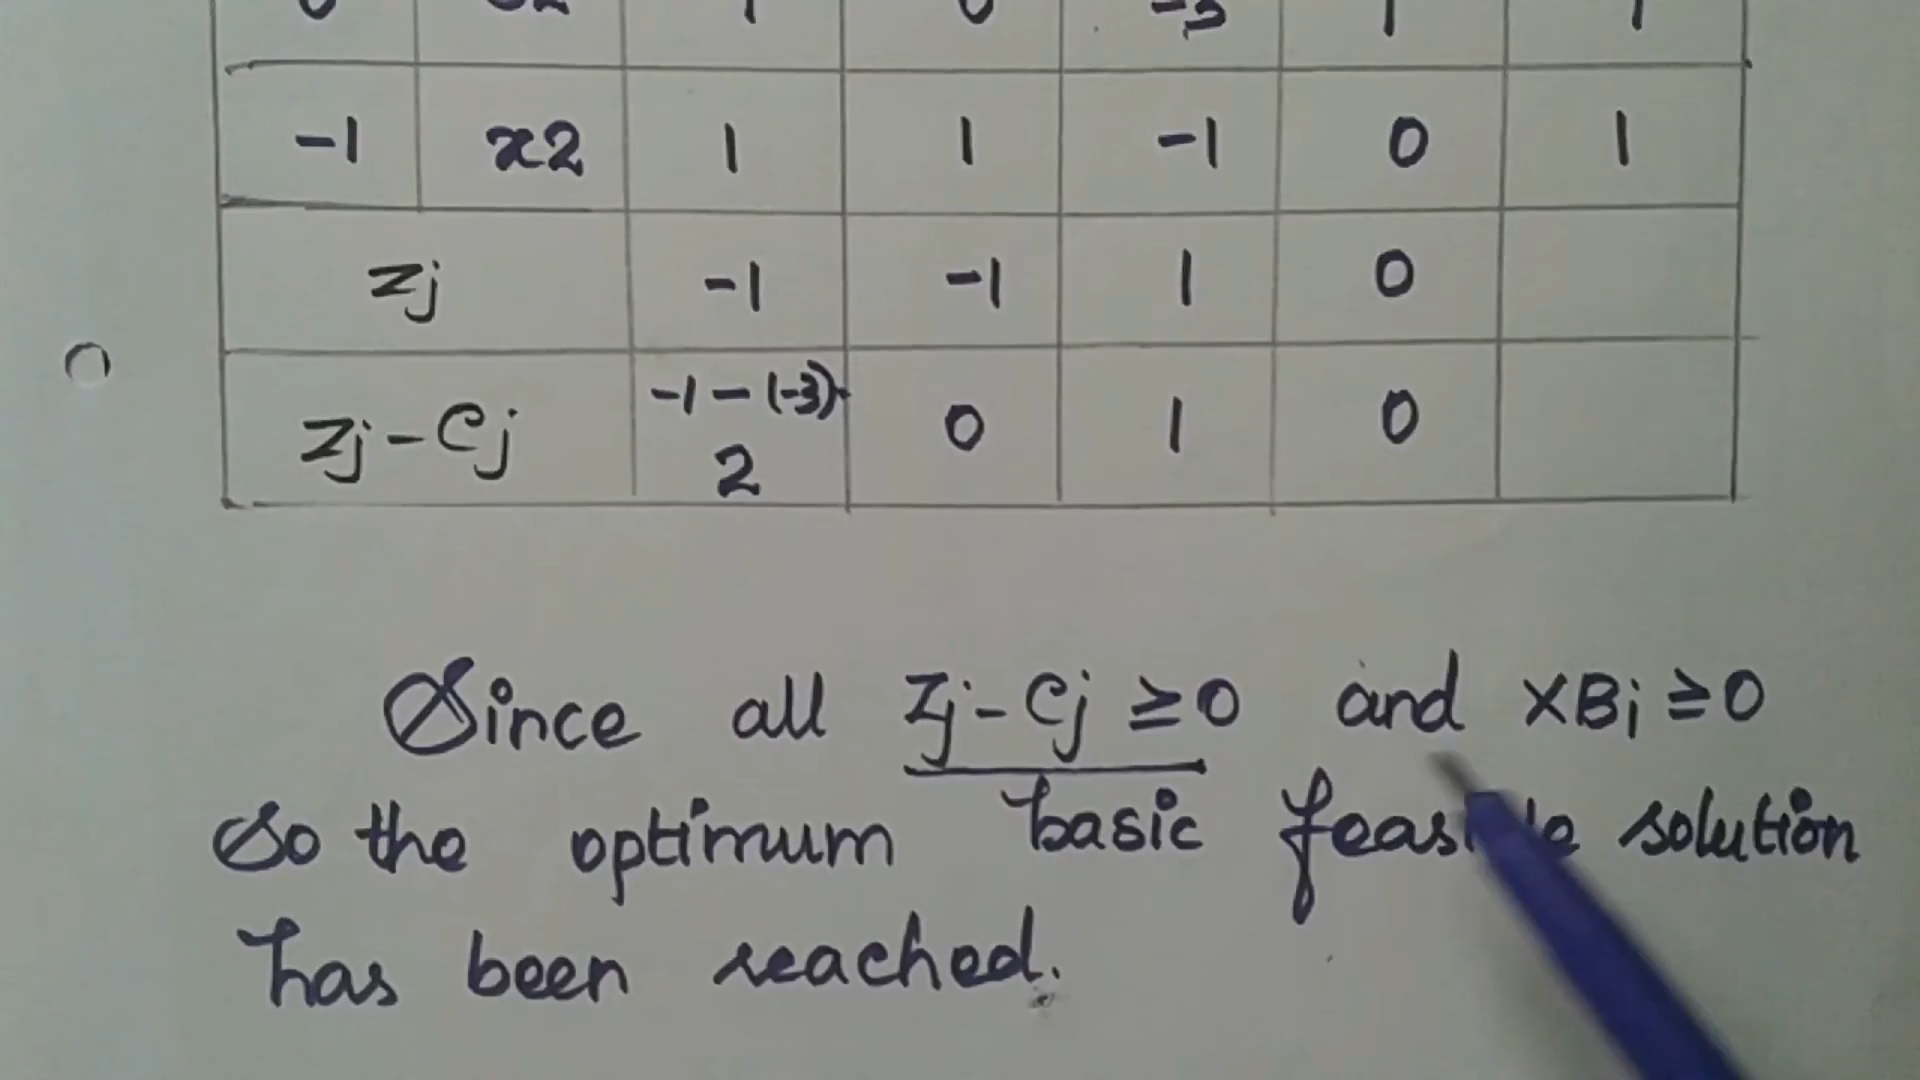 -1 x2 1 1 -1 0 1
Zj -1 -1 1 0
-1-(-3)
Zj-Cj 2 0 1 0
Since all Zj-Cj ≥0 and XBi ≥0
So the optimum basic solution
has been reached.